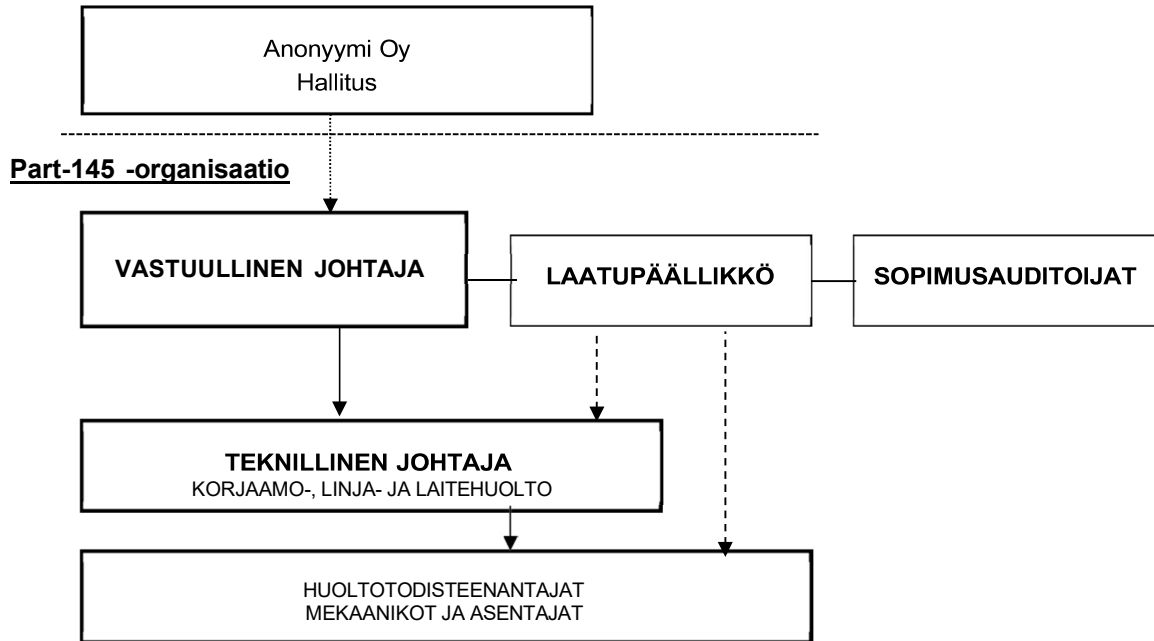 Anonyymi Oy
Hallitus
Part-145 -organisaatio
VASTUULLINEN JOHTAJA
LAATUPÄÄLLIKKÖ
SOPIMUSAUDITOIJAT
TEKNILLINEN JOHTAJA
KORJAAMO-, LINJA- JA LAITEHUOLTO
HUOLTOTODISTEENANTAJAT
MEKAANIKOT JA ASENTAJAT